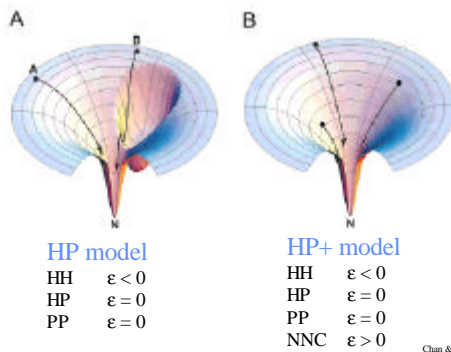 A
B
A
B
N
N
HP model
HH ε < 0
HP ε = 0
PP ε = 0
HP+ model
HH ε < 0
HP ε = 0
PP ε = 0
NNC ε > 0
Chan &